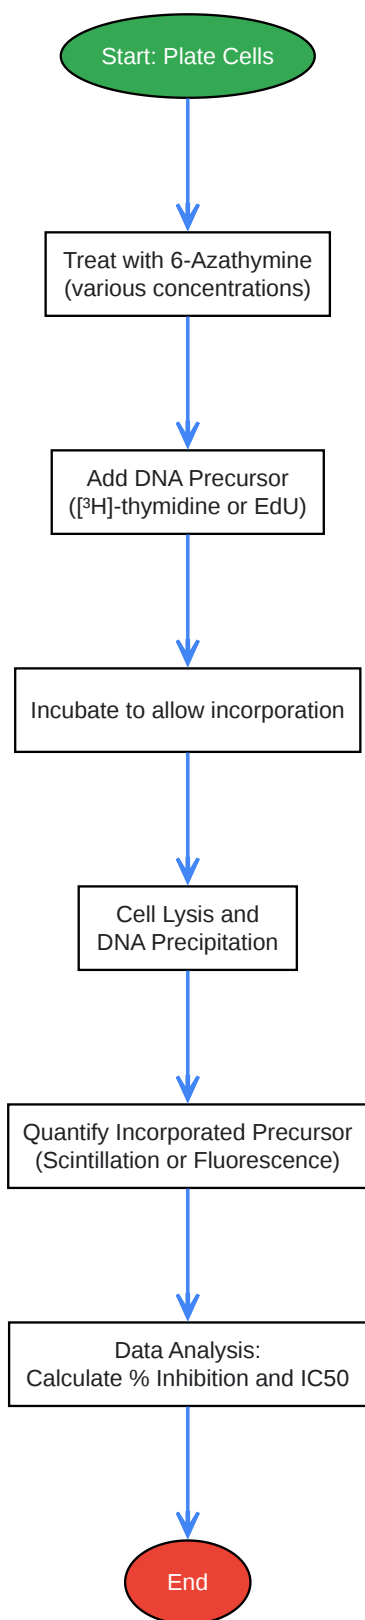 Start: Plate Cells
Treat with 6-Azathymine
(various concentrations)
Add DNA Precursor
([³H]-thymidine or EdU)
Incubate to allow incorporation
Cell Lysis and
DNA Precipitation
Quantify Incorporated Precursor
(Scintillation or Fluorescence)
Data Analysis:
Calculate % Inhibition and IC50
End